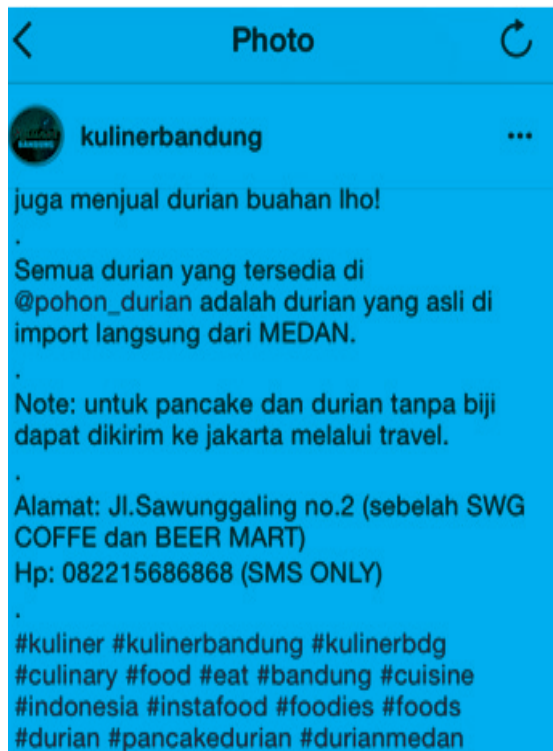 Photo
kulinerbandung
juga menjual durian buahan lho!
.
Semua durian yang tersedia di
@pohon_durian adalah durian yang asli di
import langsung dari MEDAN.
.
Note: untuk pancake dan durian tanpa biji
dapat dikirim ke jakarta melalui travel.
.
Alamat: Jl.Sawunggaling no.2 (sebelah SWG
COFFE dan BEER MART)
Hp: 082215686868 (SMS ONLY)
.
#kuliner #kulinerbandung #kulinerbdg
#culinary #food #eat #bandung #cuisine
#indonesia #instafood #foodies #foods
#durian #pancakedurian #durianmedan